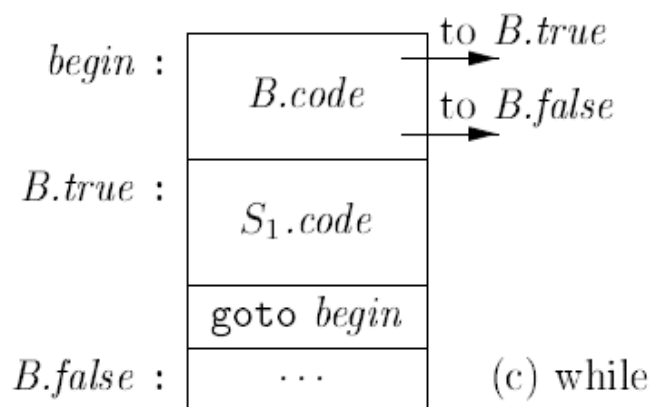 to B.true
begin :
B.code
to B.false
B.true :
S₁.code
goto begin
B.false : · · · (c) while